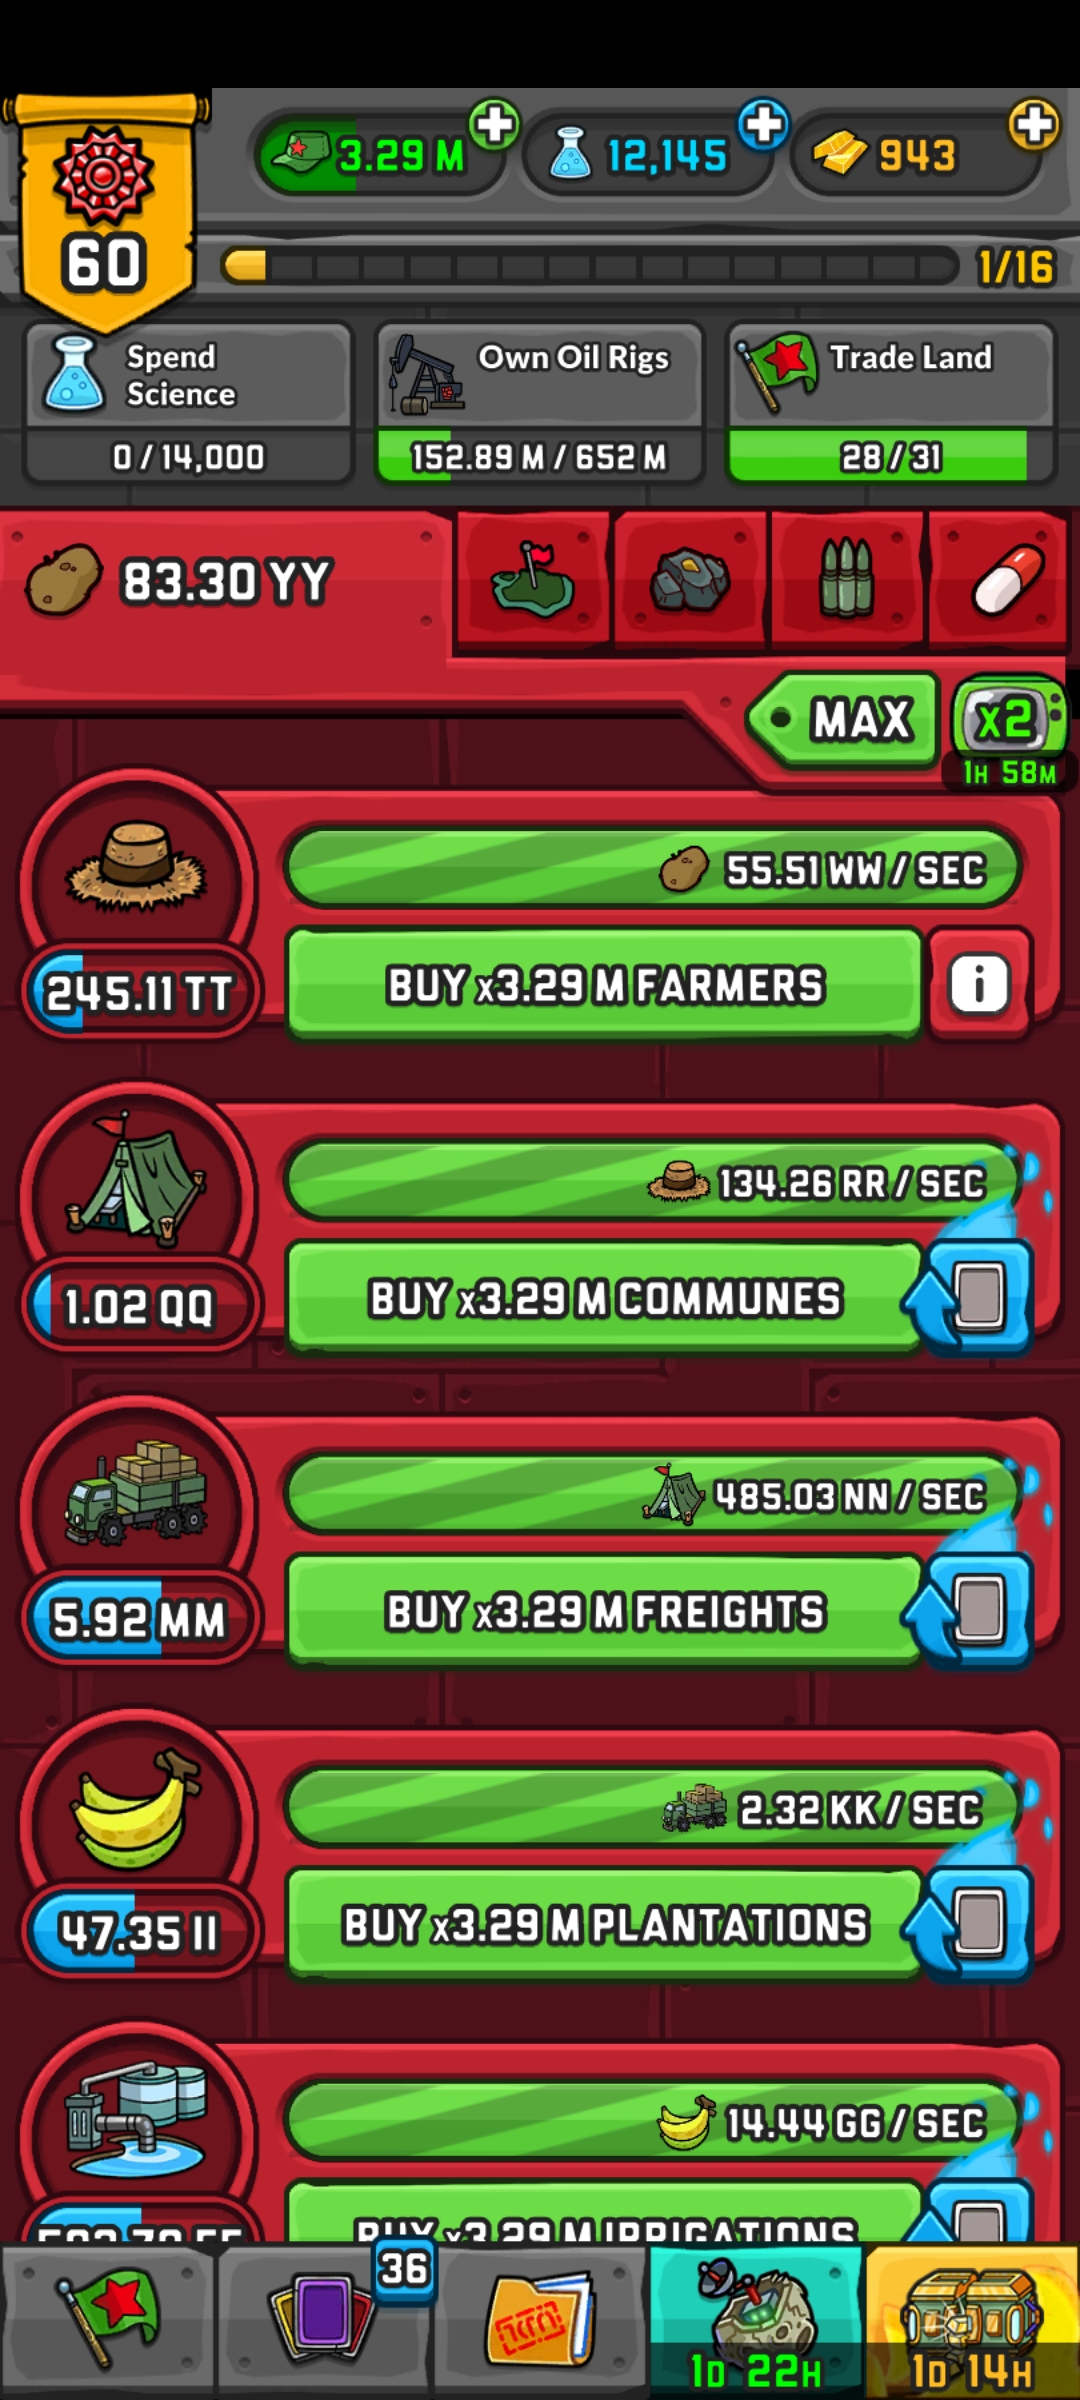 3.29 M
12,145
943
60
1/16
Spend
Science
0/14,000
Own Oil Rigs
152.89 M/652 M
Trade Land
28/31
83.30 YY
MAX
x2
1H 58M
55.51 WW/SEC
245.11 TT
BUY x3.29 M FARMERS
i
134.26 RR/SEC
1.02 QQ
BUY x3.29 M COMMUNES
485.03 NN/SEC
5.92 MM
BUY x3.29 M FREIGHTS
2.32 KK/SEC
47.35 II
BUY x3.29 M PLANTATIONS
14.44 GG/SEC
BUY x3.29 M IRRIGATIONS
36
1D 22H
1D 14H